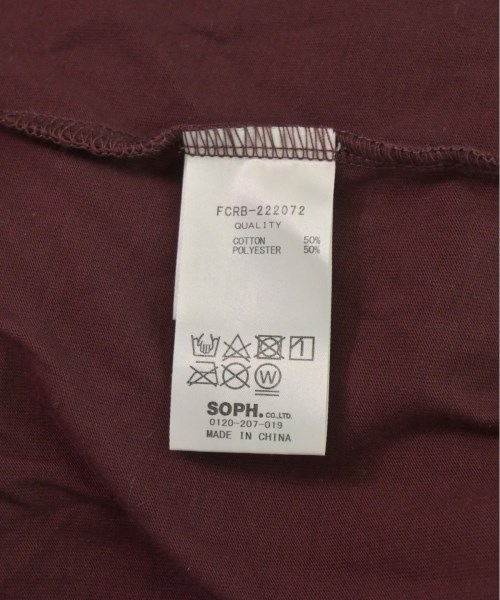 FCRB-222072
QUALITY
COTTON 50%
POLYESTER 50%
W
SOPH.CO.,LTD.
0120-207-019
MADE IN CHINA